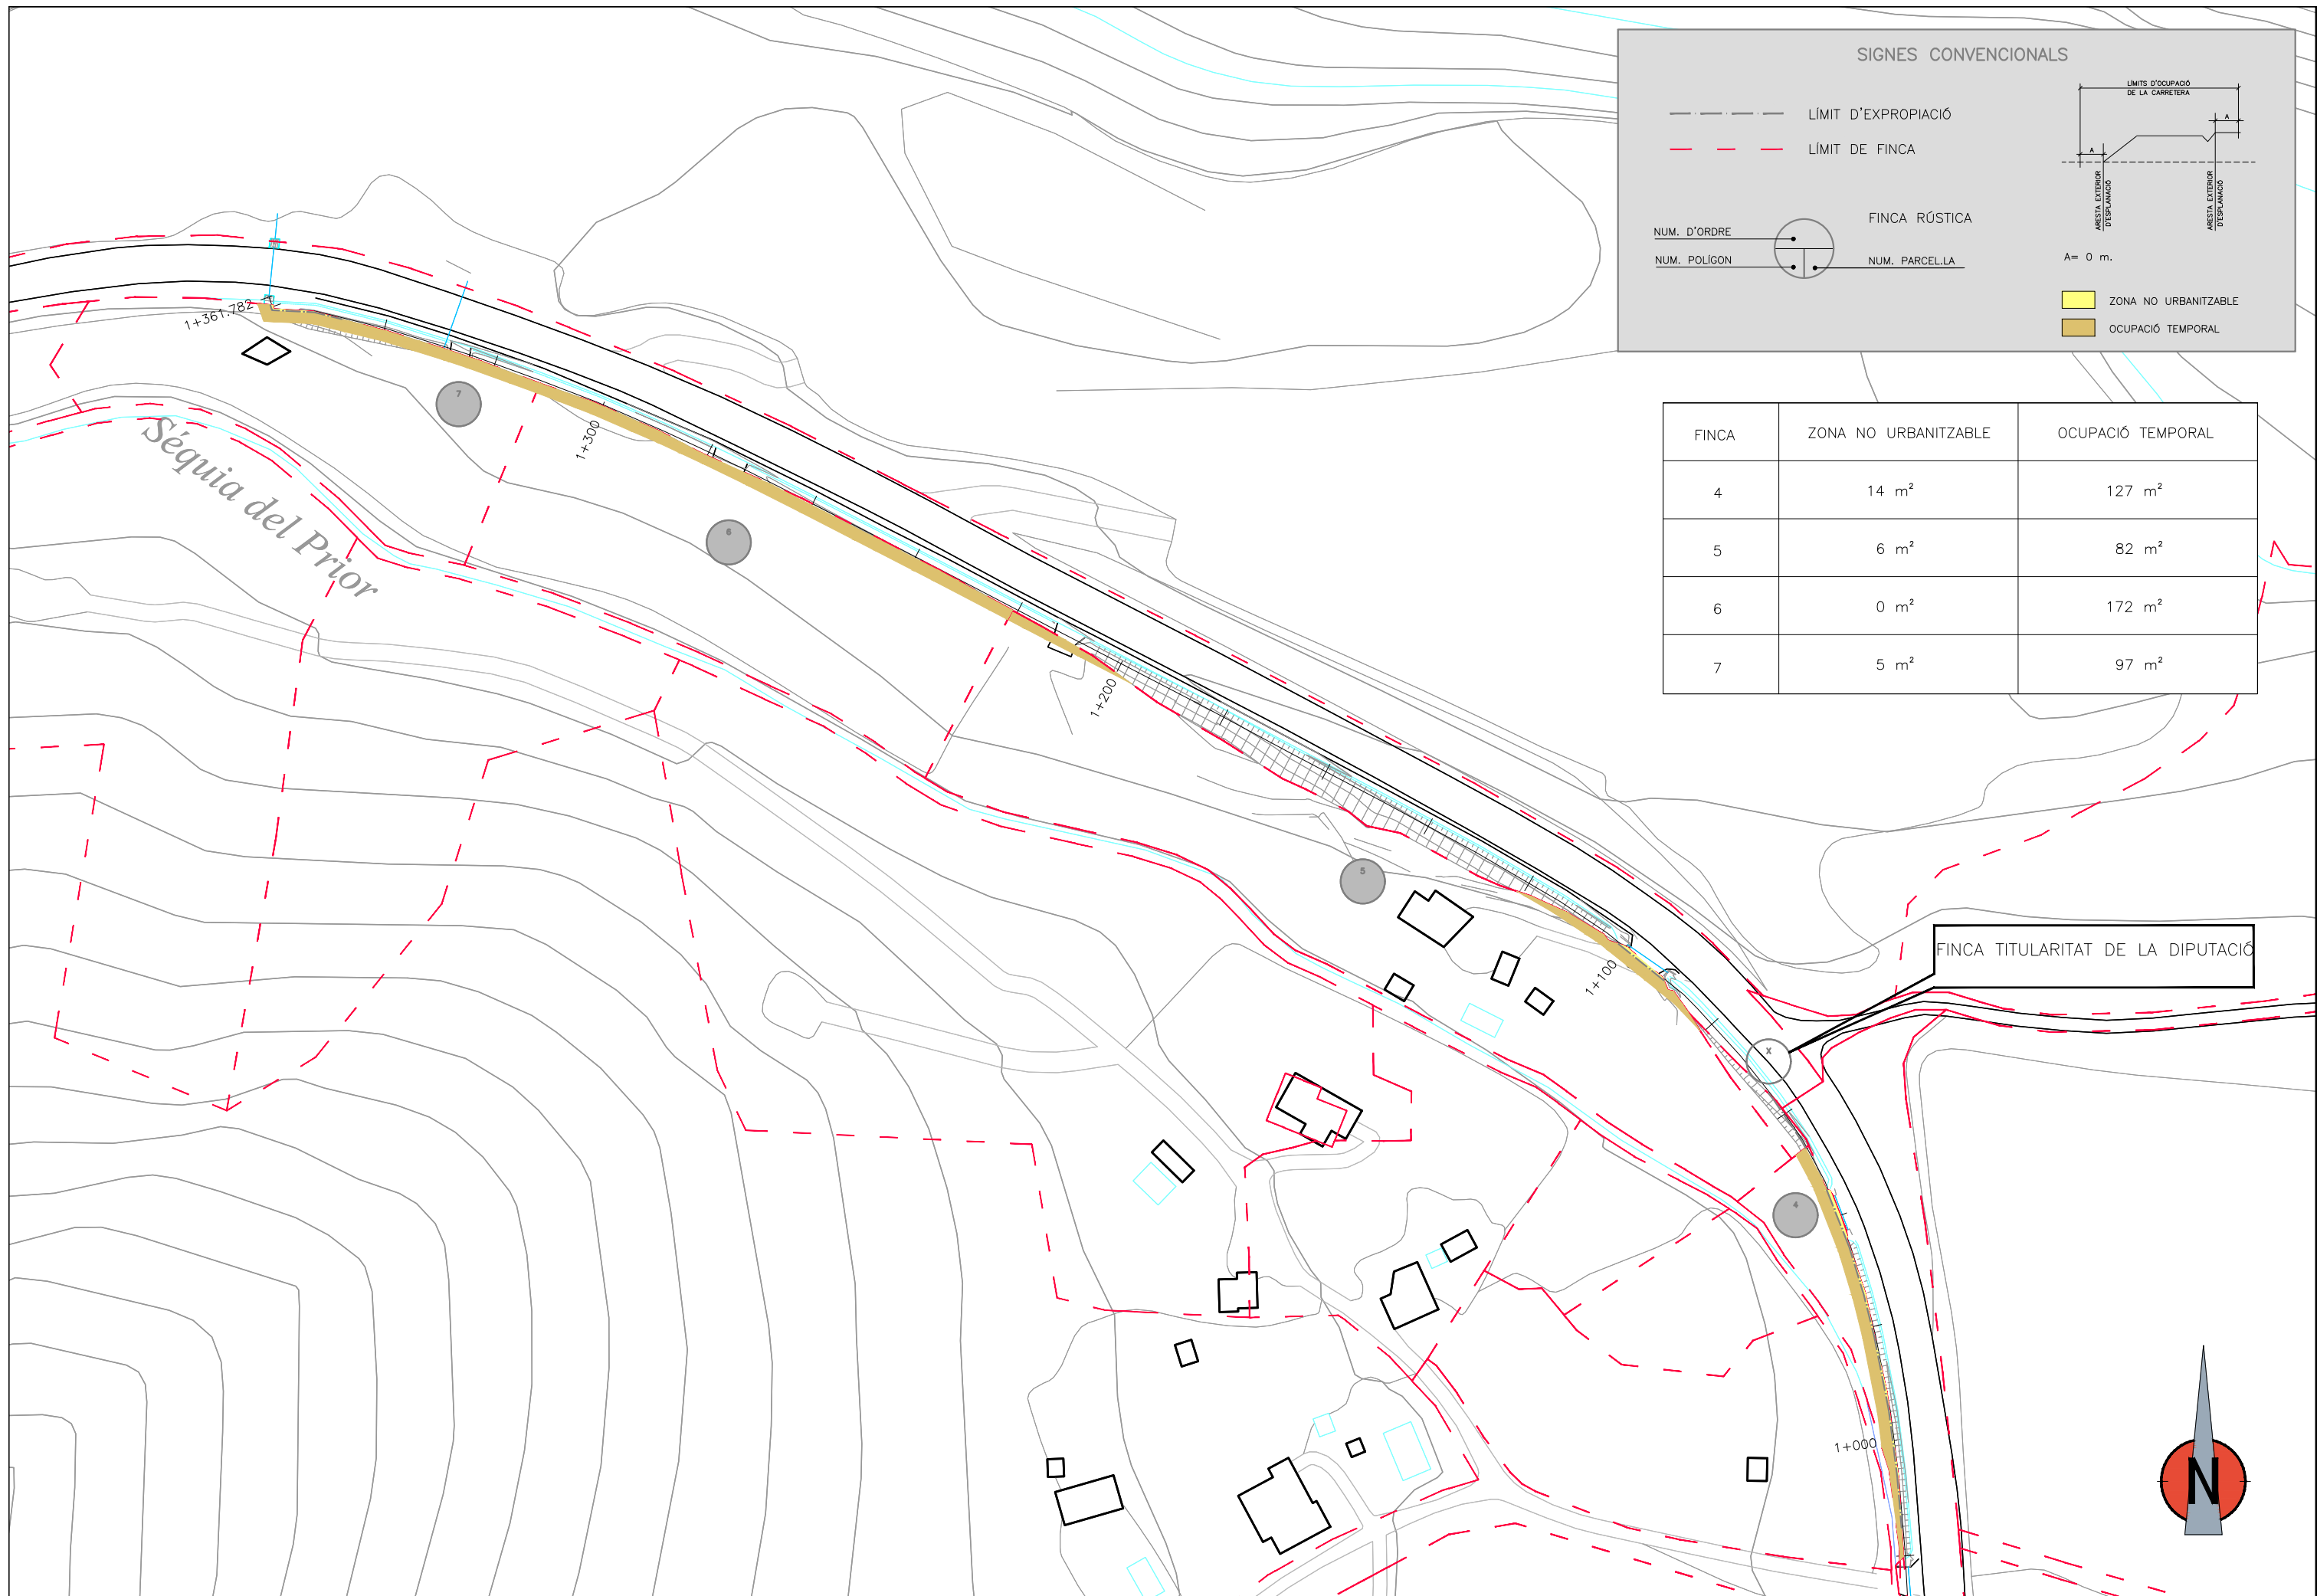 SIGNES CONVENCIONALS
LÍMIT D'EXPROPIACIÓ
LÍMIT DE FINCA
LÍMITS D'OCUPACIÓ
DE LA CARRETERA
A
A
ARESTA EXTERIOR
D'ESPLANACIÓ
ARESTA EXTERIOR
D'ESPLANACIÓ
A= 0 m.
FINCA RÚSTICA
NUM. D'ORDRE
NUM. POLÍGON
NUM. PARCEL.LA
ZONA NO URBANITZABLE
OCUPACIÓ TEMPORAL
FINCA ZONA NO URBANITZABLE OCUPACIÓ TEMPORAL
4 14 m² 127 m²
5 6 m² 82 m²
6 0 m² 172 m²
7 5 m² 97 m²
1+361.782
7
1+300
Séquia del Prior
6
1+200
5
1+100
FINCA TITULARITAT DE LA DIPUTACIÓ
X
4
1+000
N